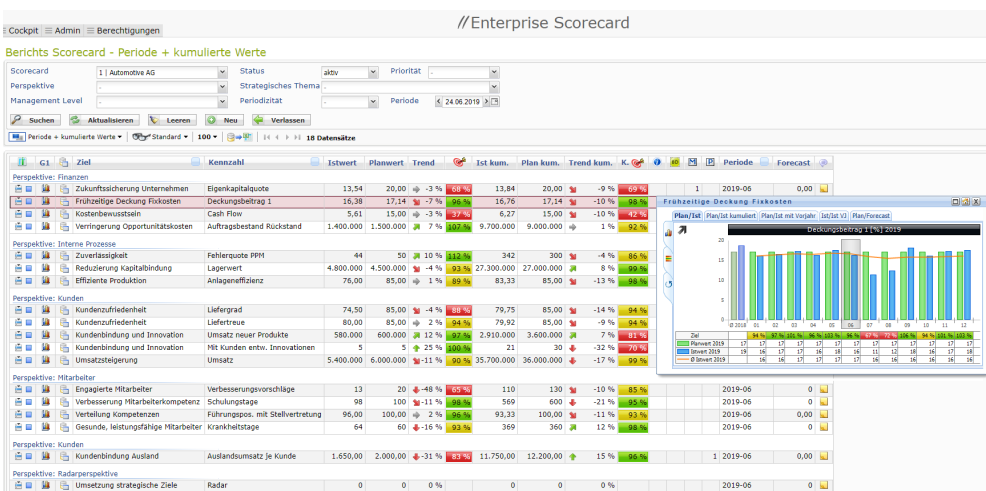 //Enterprise Scorecard
Cockpit Admin Berechtigungen
Berichts Scorecard - Periode + kumulierte Werte
Scorecard 1 | Automotive AG Status aktiv Priorität -
Perspektive - Strategisches Thema -
Management Level - Periodizität - Periode 24.06.2019
Suchen Aktualisieren Leeren Neu Verlassen
Periode + kumulierte Werte Standard 100 18 Datensätze
G1 Ziel Kennzahl Istwert Planwert Trend Ist kum. Plan kum. Trend kum. K. Periode Forecast
Perspektive: Finanzen
Zukunftssicherung Unternehmen Eigenkapitalquote 13,54 20,00 -3 % 68 % 13,84 20,00 -9 % 69 % 1 2019-06 0,00
Frühzeitige Deckung Fixkosten Deckungsbeitrag 1 16,38 17,14 -7 % 96 % 16,76 17,14 -10 % 98 %
Kostenbewusstsein Cash Flow 5,61 15,00 -3 % 37 % 6,27 15,00 -10 % 42 %
Verringerung Opportunitätskosten Auftragsbestand Rückstand 1.400.000 1.500.000 7 % 107 % 9.700.000 9.000.000 1 % 92 %
Perspektive: Interne Prozesse
Zuverlässigkeit Fehlerquote PPM 44 50 10 % 112 % 342 300 -4 % 86 %
Reduzierung Kapitalbindung Lagerwert 4.800.000 4.500.000 -4 % 93 % 27.300.000 27.000.000 8 % 99 %
Effiziente Produktion Anlageneffizienz 76,00 85,00 1 % 89 % 83,33 85,00 -13 % 98 %
Perspektive: Kunden
Kundenzufriedenheit Liefergrad 74,50 85,00 -4 % 88 % 79,75 85,00 -14 % 94 %
Kundenzufriedenheit Liefertreue 80,00 85,00 2 % 94 % 79,92 85,00 -9 % 94 %
Kundenbindung und Innovation Umsatz neuer Produkte 580.000 600.000 12 % 97 % 2.910.000 3.600.000 7 % 81 %
Kundenbindung und Innovation Mit Kunden entw. Innovationen 5 5 25 % 100 % 21 30 -32 % 70 %
Umsatzsteigerung Umsatz 5.400.000 6.000.000 -11 % 90 % 35.700.000 36.000.000 -17 % 99 %
Perspektive: Mitarbeiter
Engagierte Mitarbeiter Verbesserungsvorschläge 13 20 -48 % 65 % 110 130 -10 % 85 % 2019-06 0
Verbesserung Mitarbeiterkompetenz Schulungstage 98 100 -11 % 98 % 569 600 -21 % 95 % 2019-06 0
Verteilung Kompetenzen Führungspos. mit Stellvertretung 96,00 100,00 2 % 96 % 93,33 100,00 -11 % 93 % 2019-06 0,00
Gesunde, leistungsfähige Mitarbeiter Krankheitstage 64 60 -16 % 93 % 369 360 12 % 98 % 2019-06 0
Perspektive: Kunden
Kundenbindung Ausland Auslandsumsatz je Kunde 1.650,00 2.000,00 -31 % 83 % 11.750,00 12.200,00 15 % 96 % 1 2019-06 0,00
Perspektive: Radarperspektive
Umsetzung strategische Ziele Radar 0 0 0 % 0 0 0 % 2019-06 0
Frühzeitige Deckung Fixkosten
Plan/Ist Plan/Ist kumuliert Plan/Ist mit Vorjahr Ist/Ist VJ Plan/Forecast
Deckungsbeitrag 1 [%] 2019
20
15
10
5
0
Ø 2018 01 02 03 04 05 06 07 08 09 10 11 12
Ziel 94 % 97 % 101 % 96 % 103 % 96 % 67 % 72 % 106 % 94 % 101 % 103 %
Planwert 2019 17 17 17 17 17 17 17 17 17 17 17 17 17
Istwert 2019 19 16 16 17 16 18 16 11 12 18 16 17 18
Ø Istwert 2019 16 16 17 17 17 17 16 16 16 16 16 16